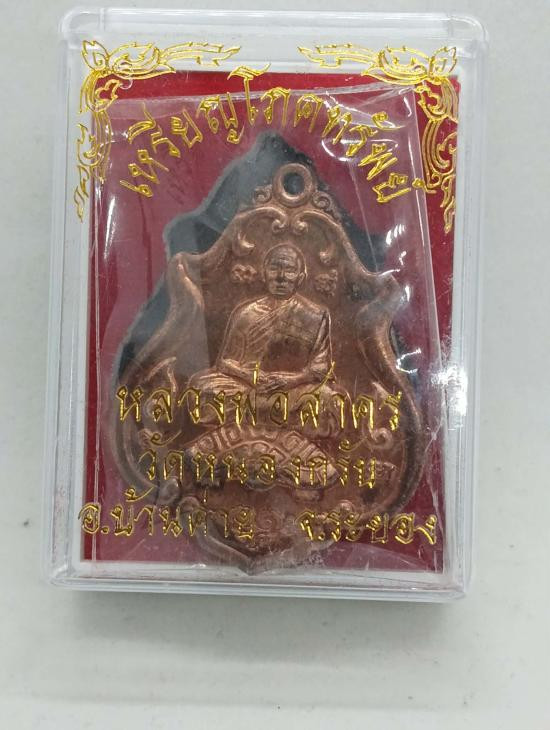 เหรียญโภคทรัพย์
หลวงพ่อสาคร
วัดหนองกรับ
อ.บ้านค่าย จ.ระยอง